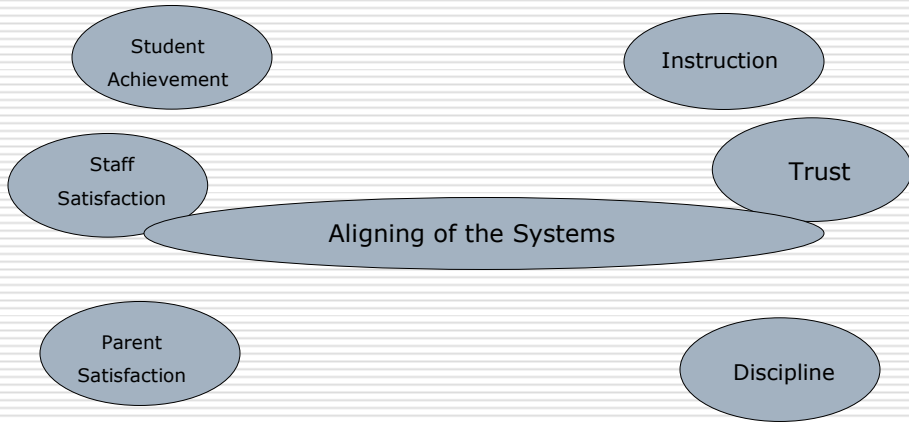 Student
Achievement
Instruction
Staff
Satisfaction
Trust
Aligning of the Systems
Parent
Satisfaction
Discipline